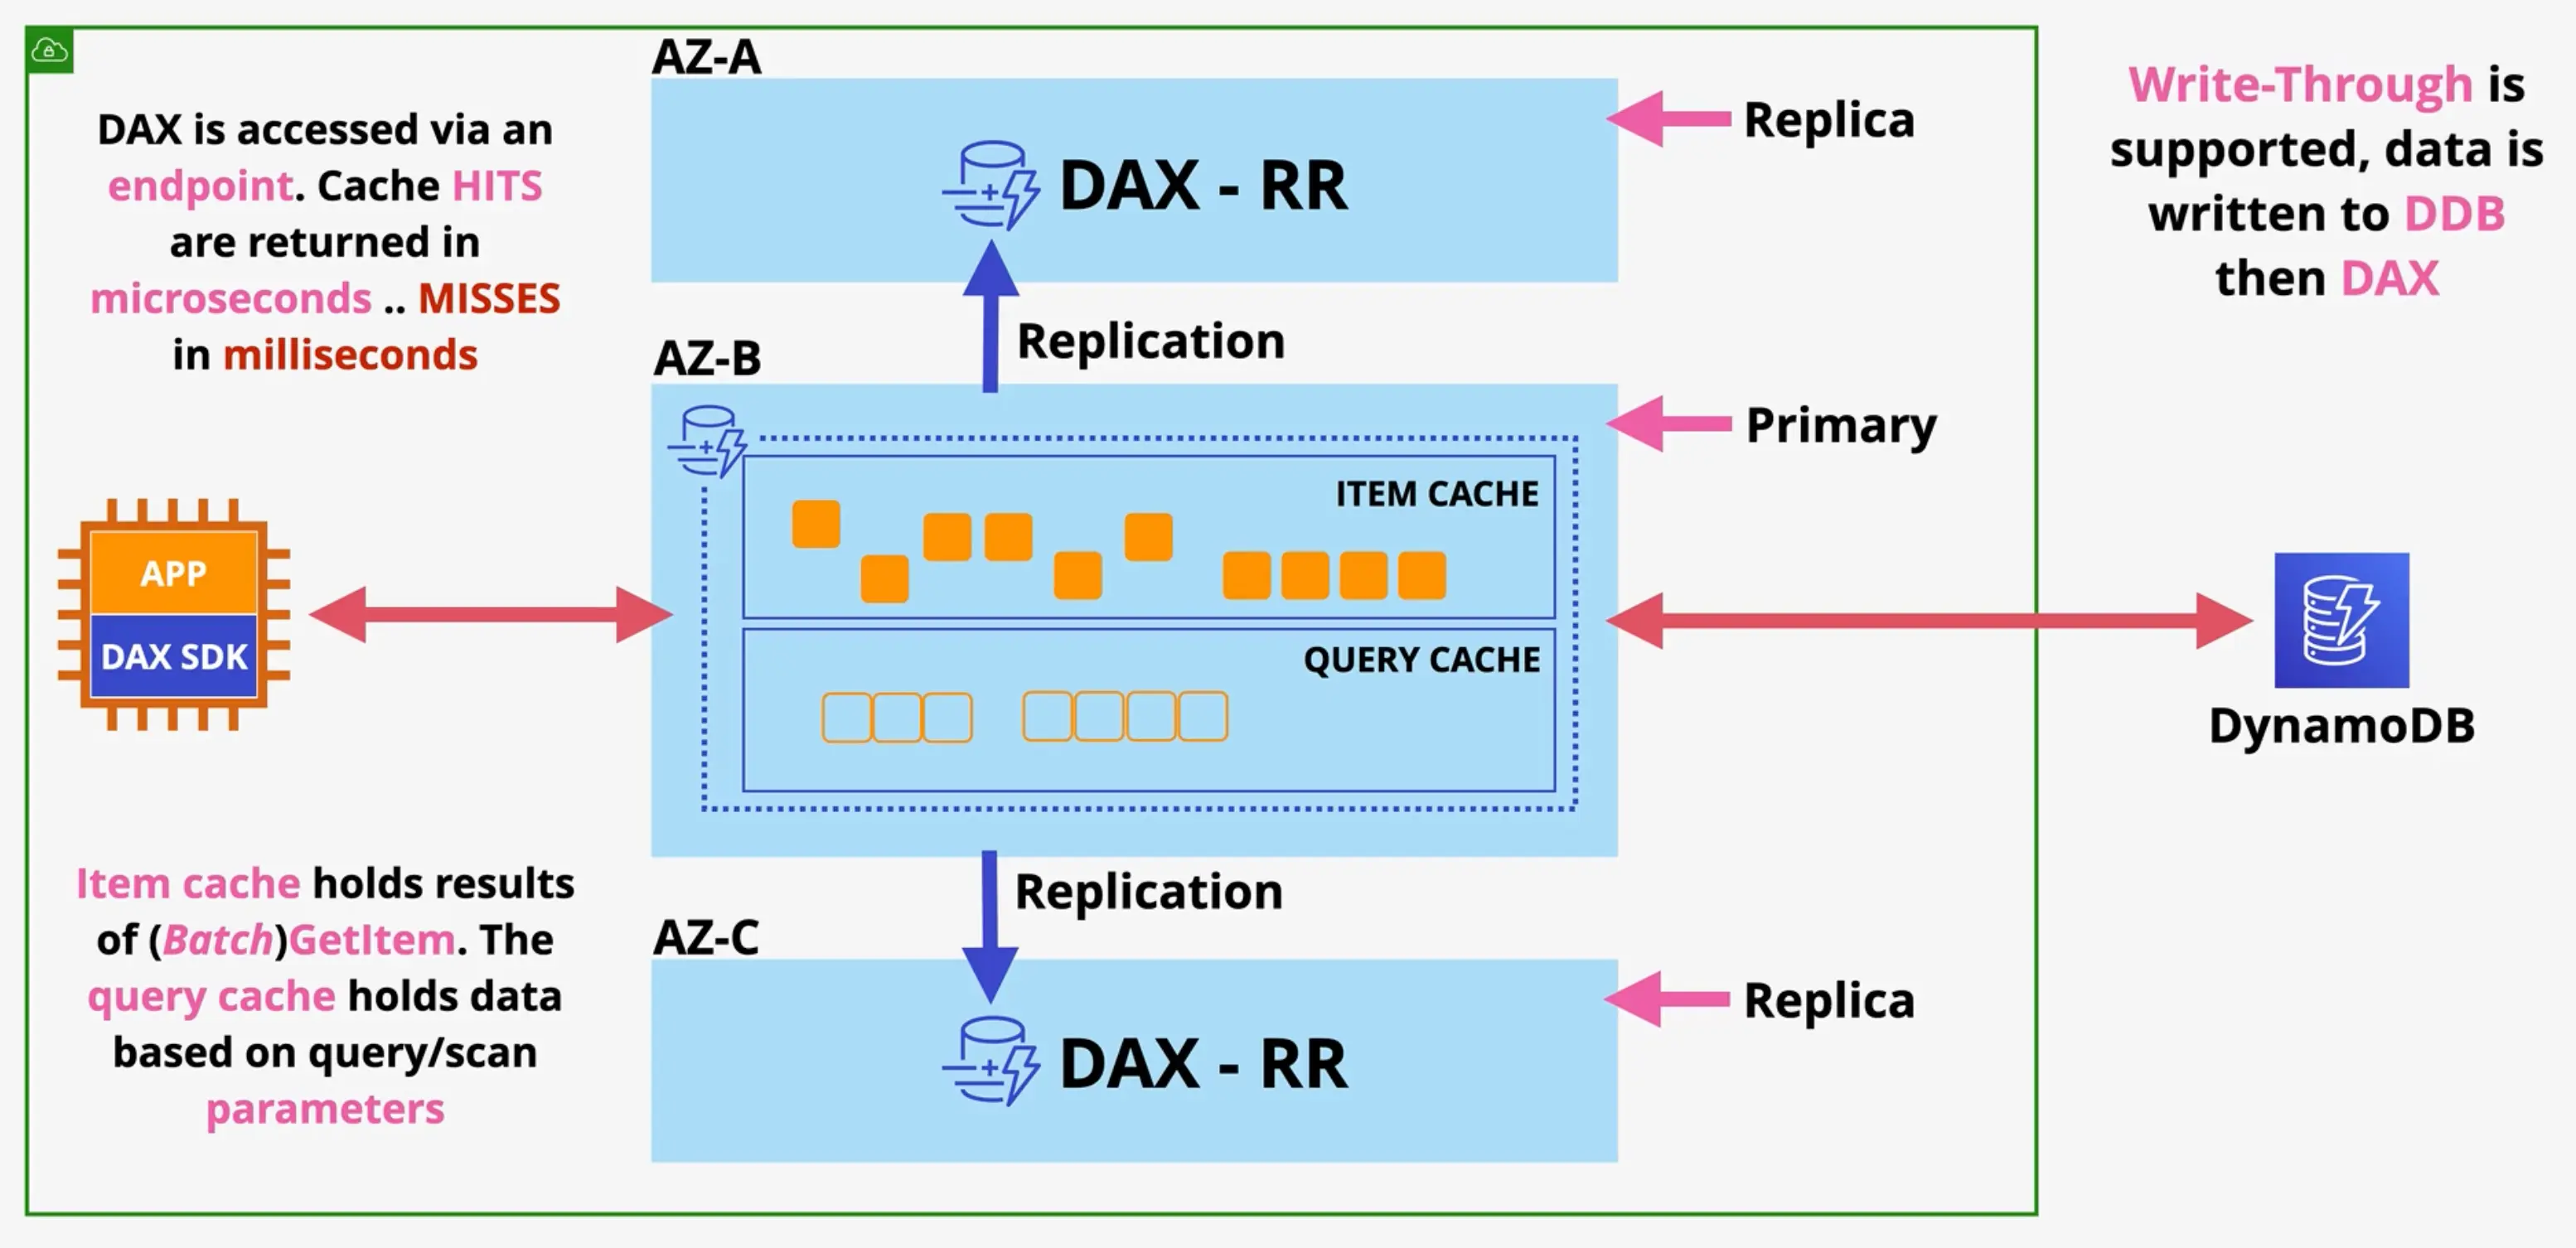 DAX is accessed via an
endpoint. Cache HITS
are returned in
microseconds .. MISSES
in milliseconds
APP
DAX SDK
Item cache holds results
of (Batch)GetItem. The
query cache holds data
based on query/scan
parameters
AZ-A
DAX - RR
Replica
Replication
AZ-B
Primary
ITEM CACHE
QUERY CACHE
Replication
AZ-C
DAX - RR
Replica
Write-Through is
supported, data is
written to DDB
then DAX
DynamoDB